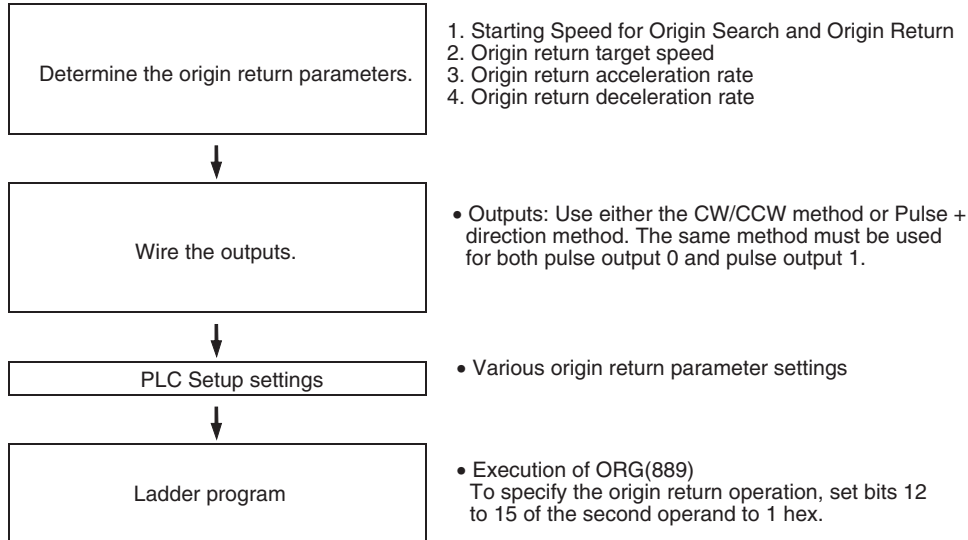 Determine the origin return parameters.
1. Starting Speed for Origin Search and Origin Return
2. Origin return target speed
3. Origin return acceleration rate
4. Origin return deceleration rate
Wire the outputs.
• Outputs: Use either the CW/CCW method or Pulse +
direction method. The same method must be used
for both pulse output 0 and pulse output 1.
PLC Setup settings
• Various origin return parameter settings
Ladder program
• Execution of ORG(889)
To specify the origin return operation, set bits 12
to 15 of the second operand to 1 hex.